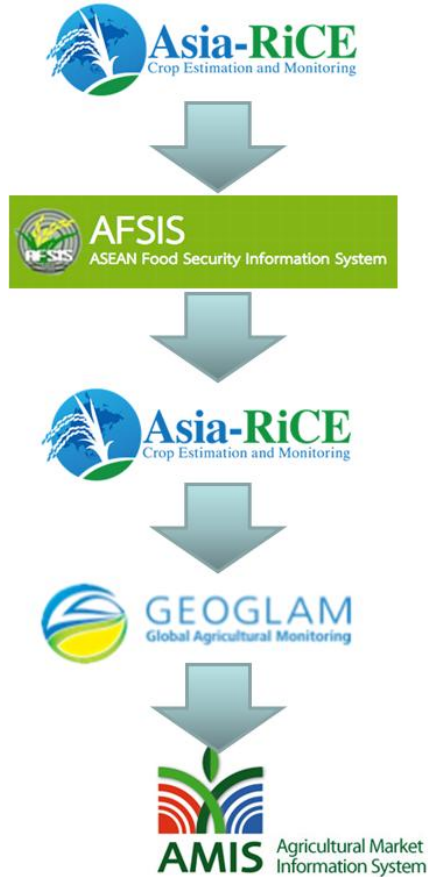 Asia-RiCE
Crop Estimation and Monitoring
AFSIS
AFSIS
ASEAN Food Security Information System
Asia-RiCE
Crop Estimation and Monitoring
GEOGLAM
Global Agricultural Monitoring
AMIS
Agricultural Market
Information System